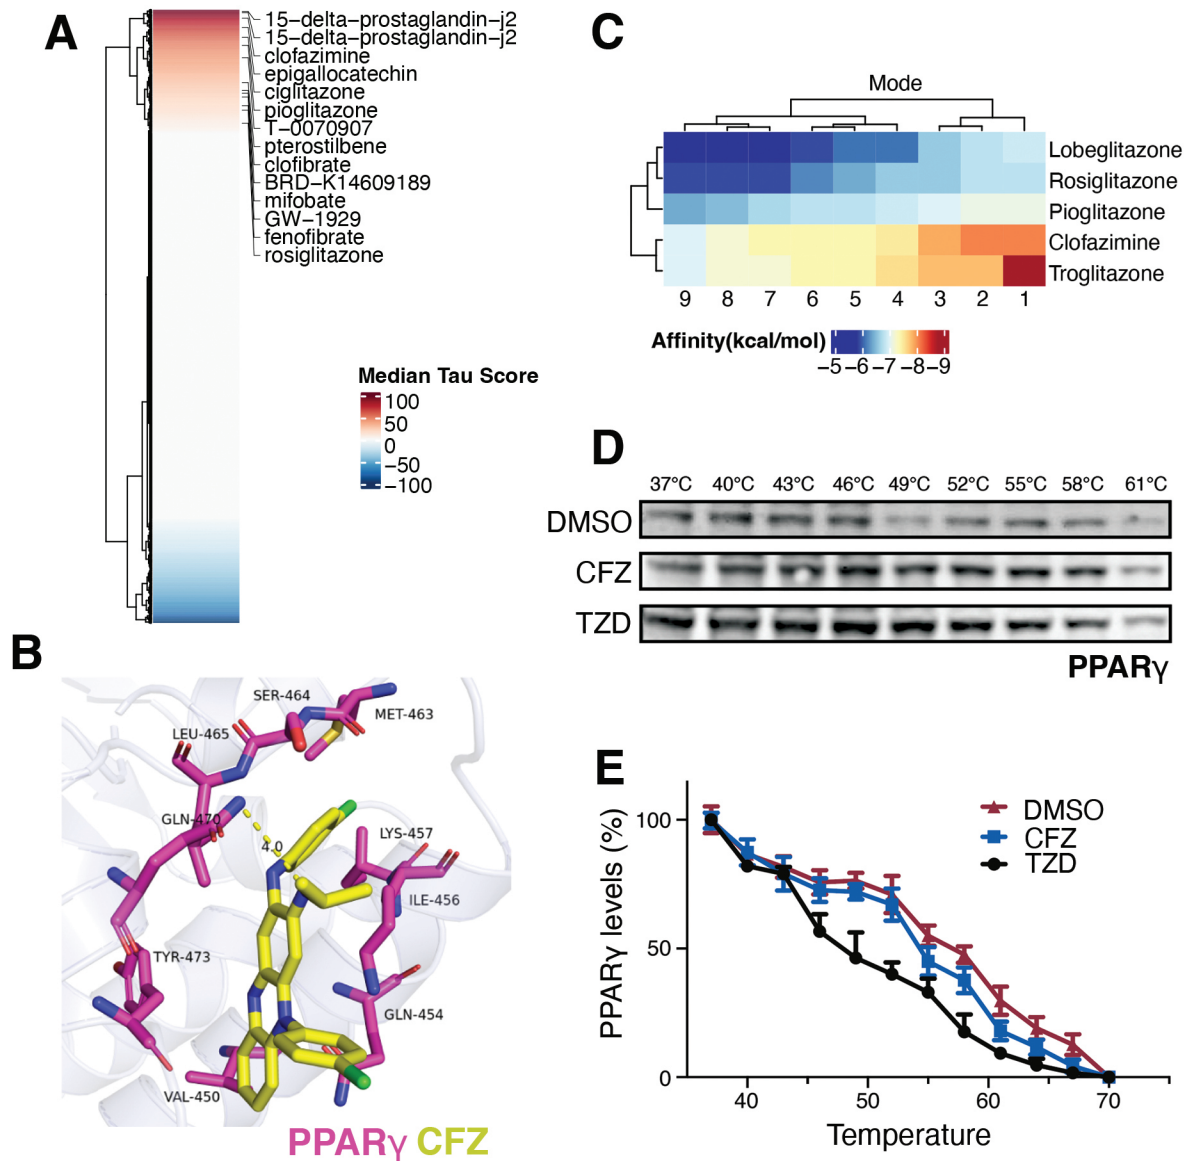 A
15-delta-prostaglandin-j2
15-delta-prostaglandin-j2
clofazimine
epigallocatechin
ciglitazone
pioglitazone
T-0070907
pterostilbene
clofibrate
BRD-K14609189
mifobate
GW-1929
fenofibrate
rosiglitazone
Median Tau Score
100
50
0
-50
-100
B
SER-464
MET-463
LEU-465
GLN-470
4.0
LYS-457
ILE-456
TYR-473
GLN-454
VAL-450
PPARγ CFZ
C
Mode
Lobeglitazone
Rosiglitazone
Pioglitazone
Clofazimine
Troglitazone
9 8 7 6 5 4 3 2 1
Affinity(kcal/mol)
-5 -6 -7 -8 -9
D
37°C 40°C 43°C 46°C 49°C 52°C 55°C 58°C 61°C
DMSO
CFZ
TZD
PPARγ
E
DMSO
CFZ
TZD
PPARγ levels (%)
100
50
0
40 50 60 70
Temperature